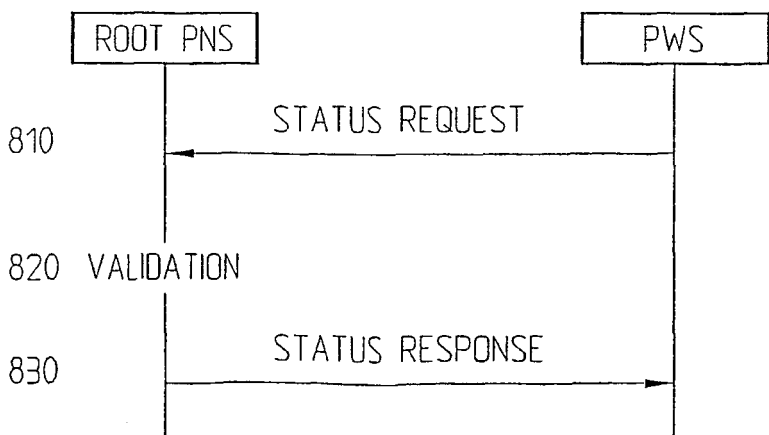 ROOT PNS PWS
STATUS REQUEST
810
820 VALIDATION
STATUS RESPONSE
830